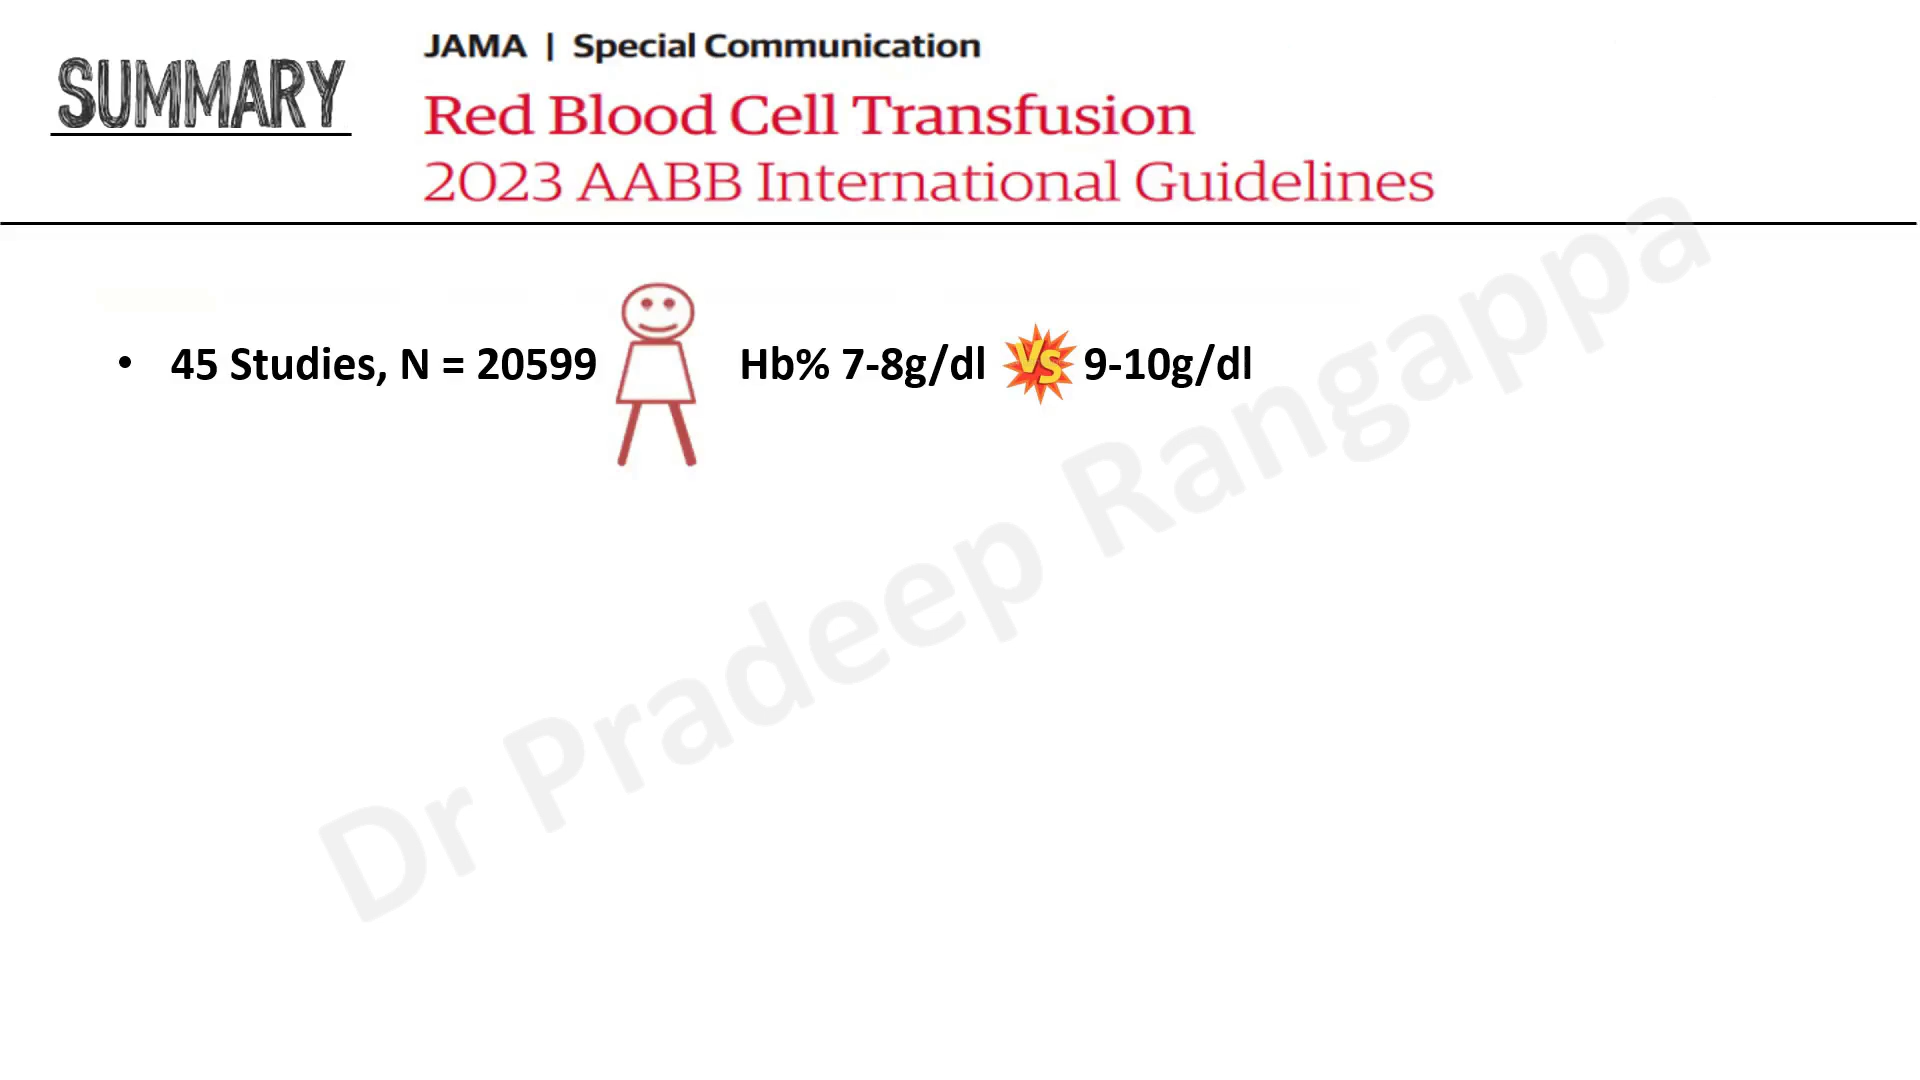 SUMMARY
JAMA | Special Communication
Red Blood Cell Transfusion
2023 AABB International Guidelines
• 45 Studies, N = 20599 Hb% 7-8g/dl VS 9-10g/dl
Dr Pradeep Rangappa